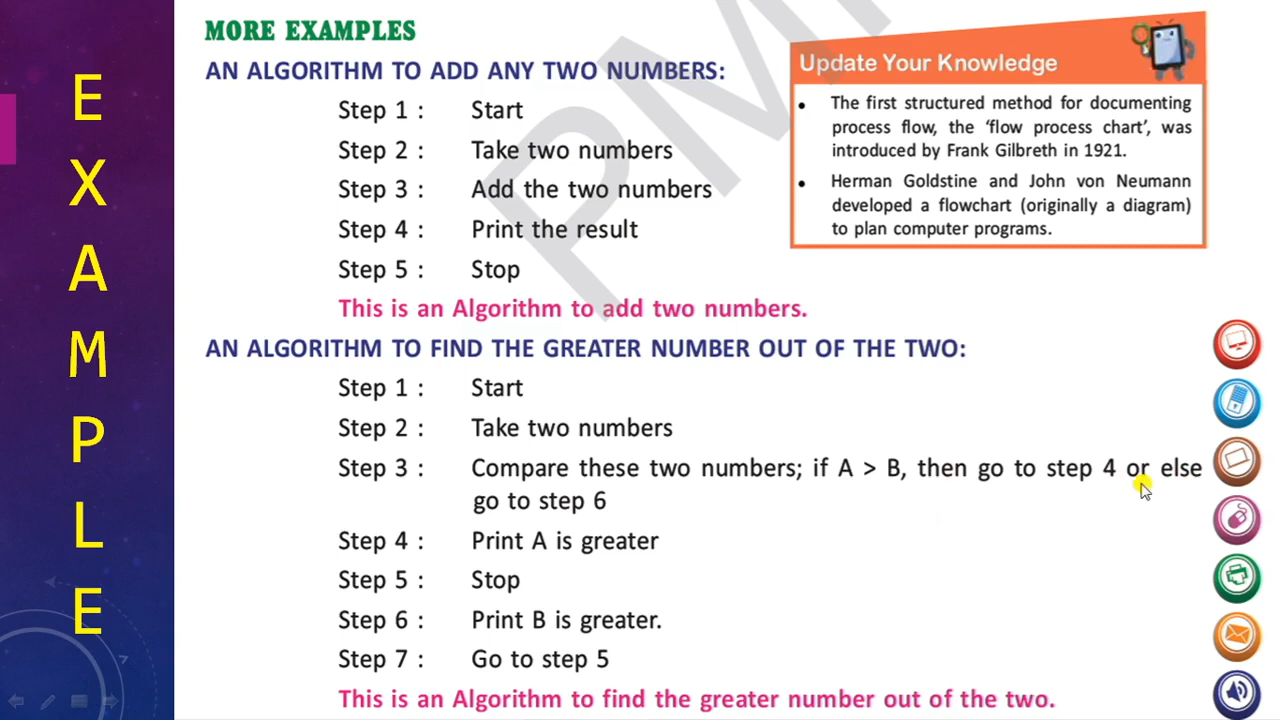 EXAMPLE
MORE EXAMPLES
AN ALGORITHM TO ADD ANY TWO NUMBERS:
Step 1 : Start
Step 2 : Take two numbers
Step 3 : Add the two numbers
Step 4 : Print the result
Step 5 : Stop
This is an Algorithm to add two numbers.
Update Your Knowledge
• The first structured method for documenting
process flow, the ‘flow process chart’, was
introduced by Frank Gilbreth in 1921.
• Herman Goldstine and John von Neumann
developed a flowchart (originally a diagram)
to plan computer programs.
AN ALGORITHM TO FIND THE GREATER NUMBER OUT OF THE TWO:
Step 1 : Start
Step 2 : Take two numbers
Step 3 : Compare these two numbers; if A > B, then go to step 4 or else
go to step 6
Step 4 : Print A is greater
Step 5 : Stop
Step 6 : Print B is greater.
Step 7 : Go to step 5
This is an Algorithm to find the greater number out of the two.